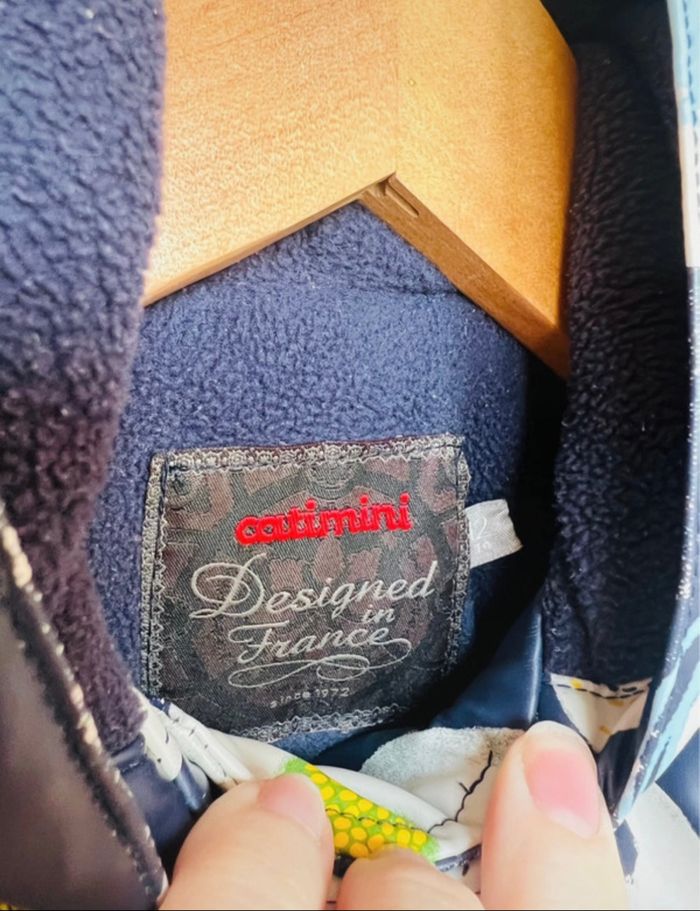 catimini
Designed
in
France
since 1972